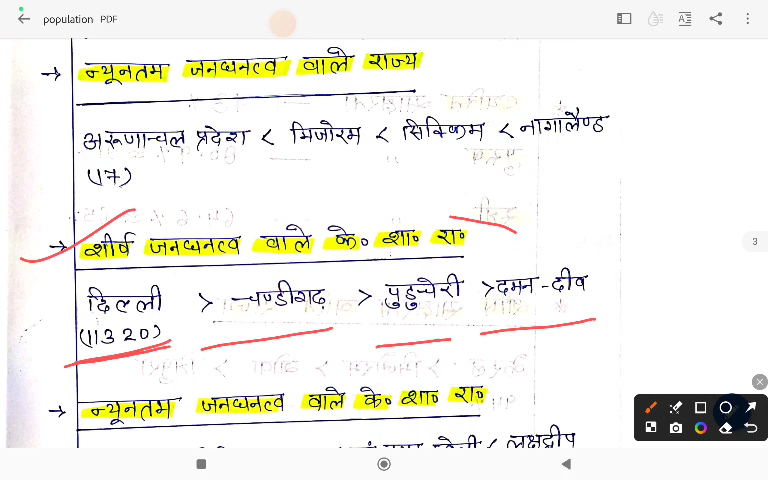 population PDF
→ न्यूनतम जनघनत्व वाले राज्य
अरूणाचल प्रदेश < मिजोरम < सिक्किम < नागालैण्ड
(17)
→ शीर्ष जनघनत्व वाले के० शा० रा०
दिल्ली > चण्डीगढ > पुडुचेरी > दमन-दीव
(11320)
3
→ न्यूनतम जनघनत्व वाले के० शा० रा०
< लक्षद्वीप